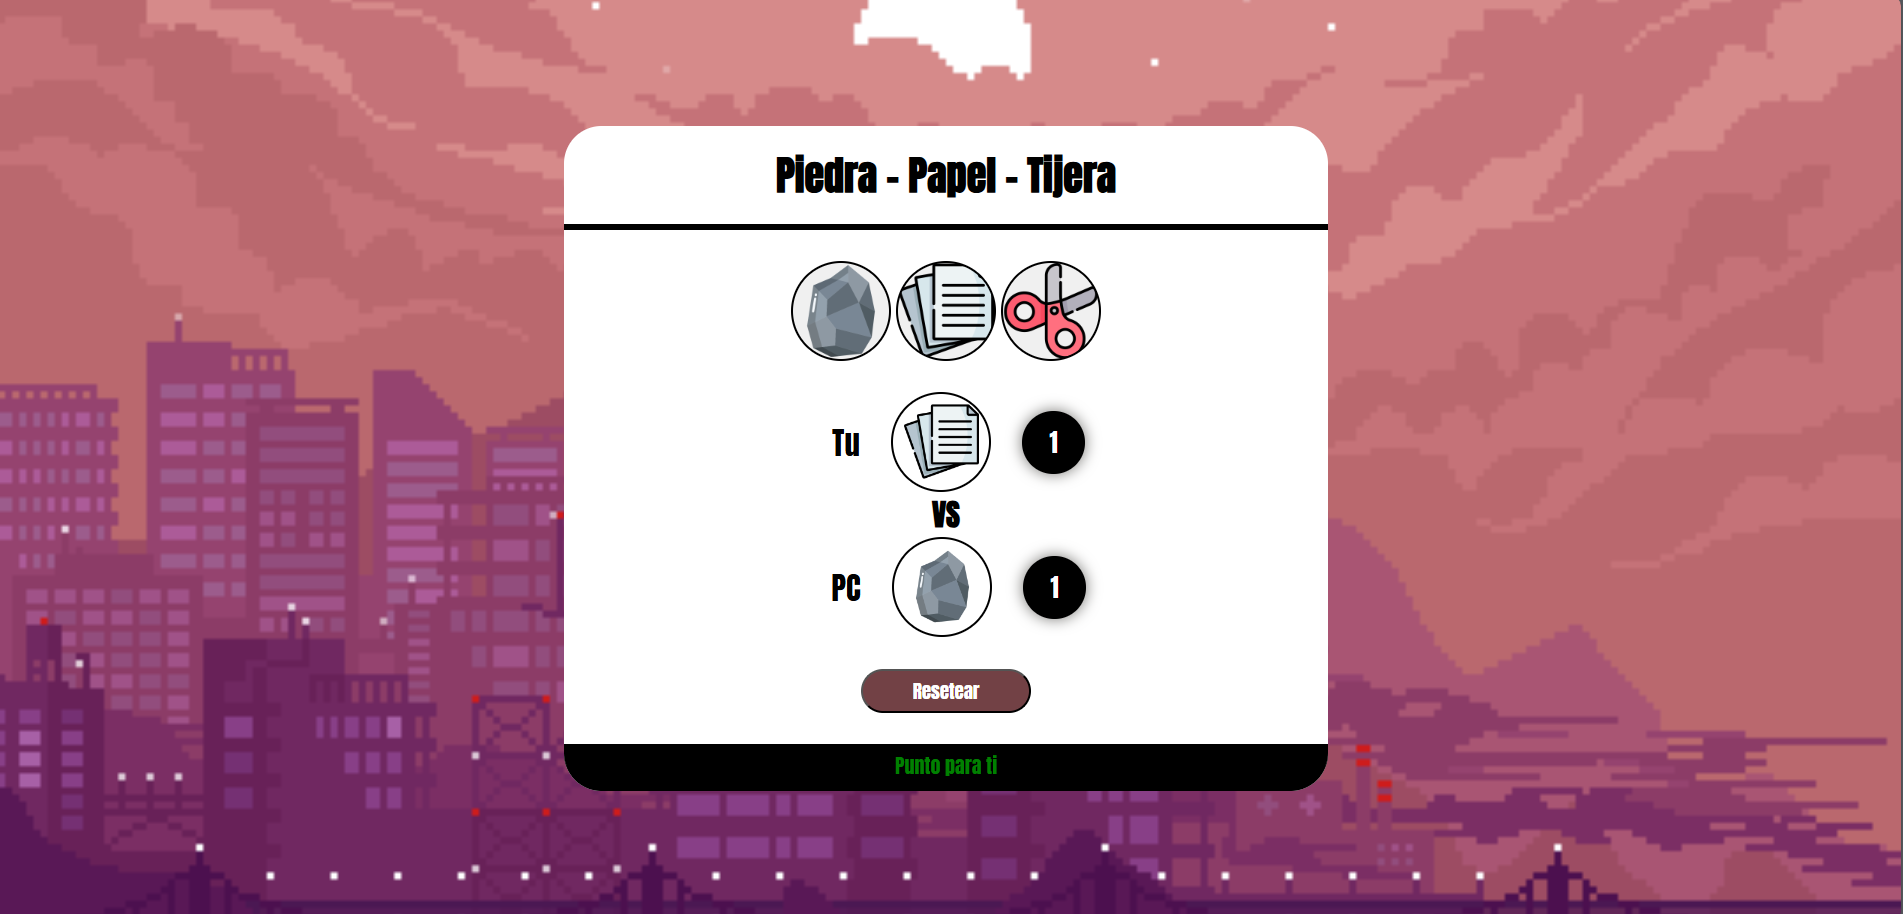 Piedra - Papel - Tijera
Tu
1
VS
PC
1
Resetear
Punto para ti